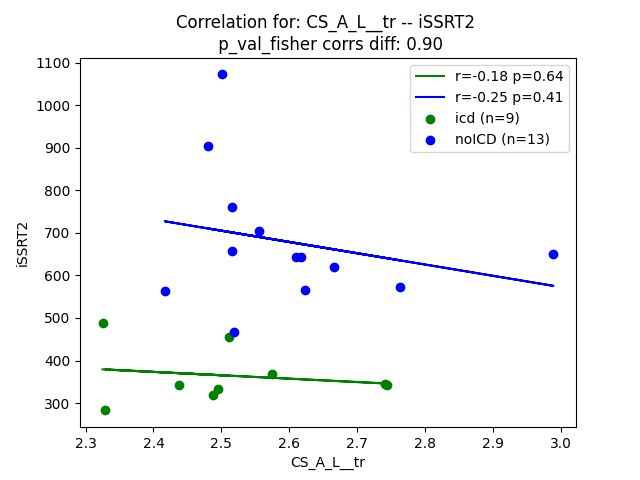 Correlation for: CS_A_L__tr -- iSSRT2
p_val_fisher corrs diff: 0.90
1100
1000
900
800
700
600
500
400
300
iSSRT2
r=-0.18 p=0.64
r=-0.25 p=0.41
icd (n=9)
noICD (n=13)
2.3 2.4 2.5 2.6 2.7 2.8 2.9 3.0
CS_A_L__tr